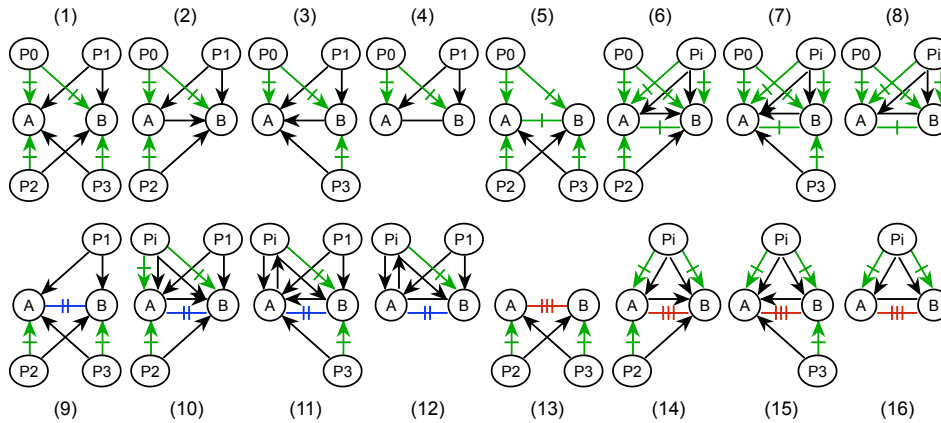 (1) (2) (3) (4) (5) (6) (7) (8)
P0 P1 P0 P1 P0 P1 P0 P1 P0 P0 Pi P0 Pi P0 Pi
A B A B A B A B A B A B A B A B
P2 P3 P2 P3 P2 P3 P2 P3
P1 Pi P1 Pi P1 Pi P1 Pi Pi Pi
A B A B A B A B A B A B A B A B
P2 P3 P2 P3 P2 P3 P2 P3
(9) (10) (11) (12) (13) (14) (15) (16)